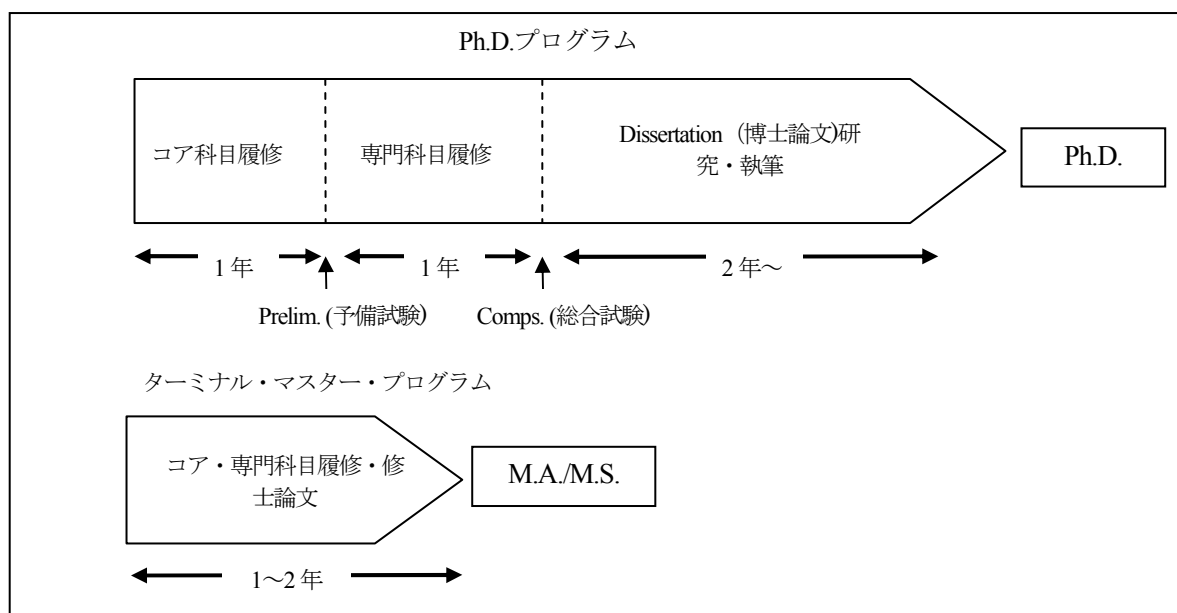 Ph.D.プログラム
コア科目履修
専門科目履修
Dissertation (博士論文)研
究・執筆
Ph.D.
1 年
1 年
2 年～
Prelim. (予備試験)
Comps. (総合試験)
ターミナル・マスター・プログラム
コア・専門科目履修・修
士論文
M.A./M.S.
1～2 年